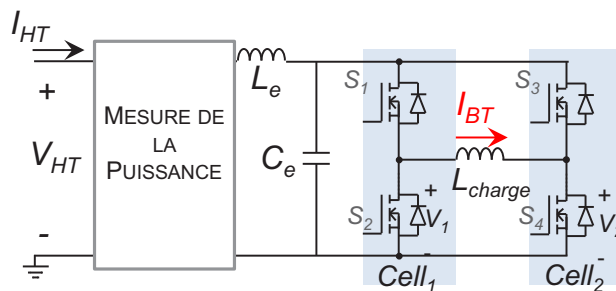 I_HT
+
V_HT
-
MESURE DE
LA
PUISSANCE
L_e
C_e
S_1
S_2
I_BT
L_charge
S_3
S_4
+
V_1
-
+
V
-
Cell_1
Cell_2